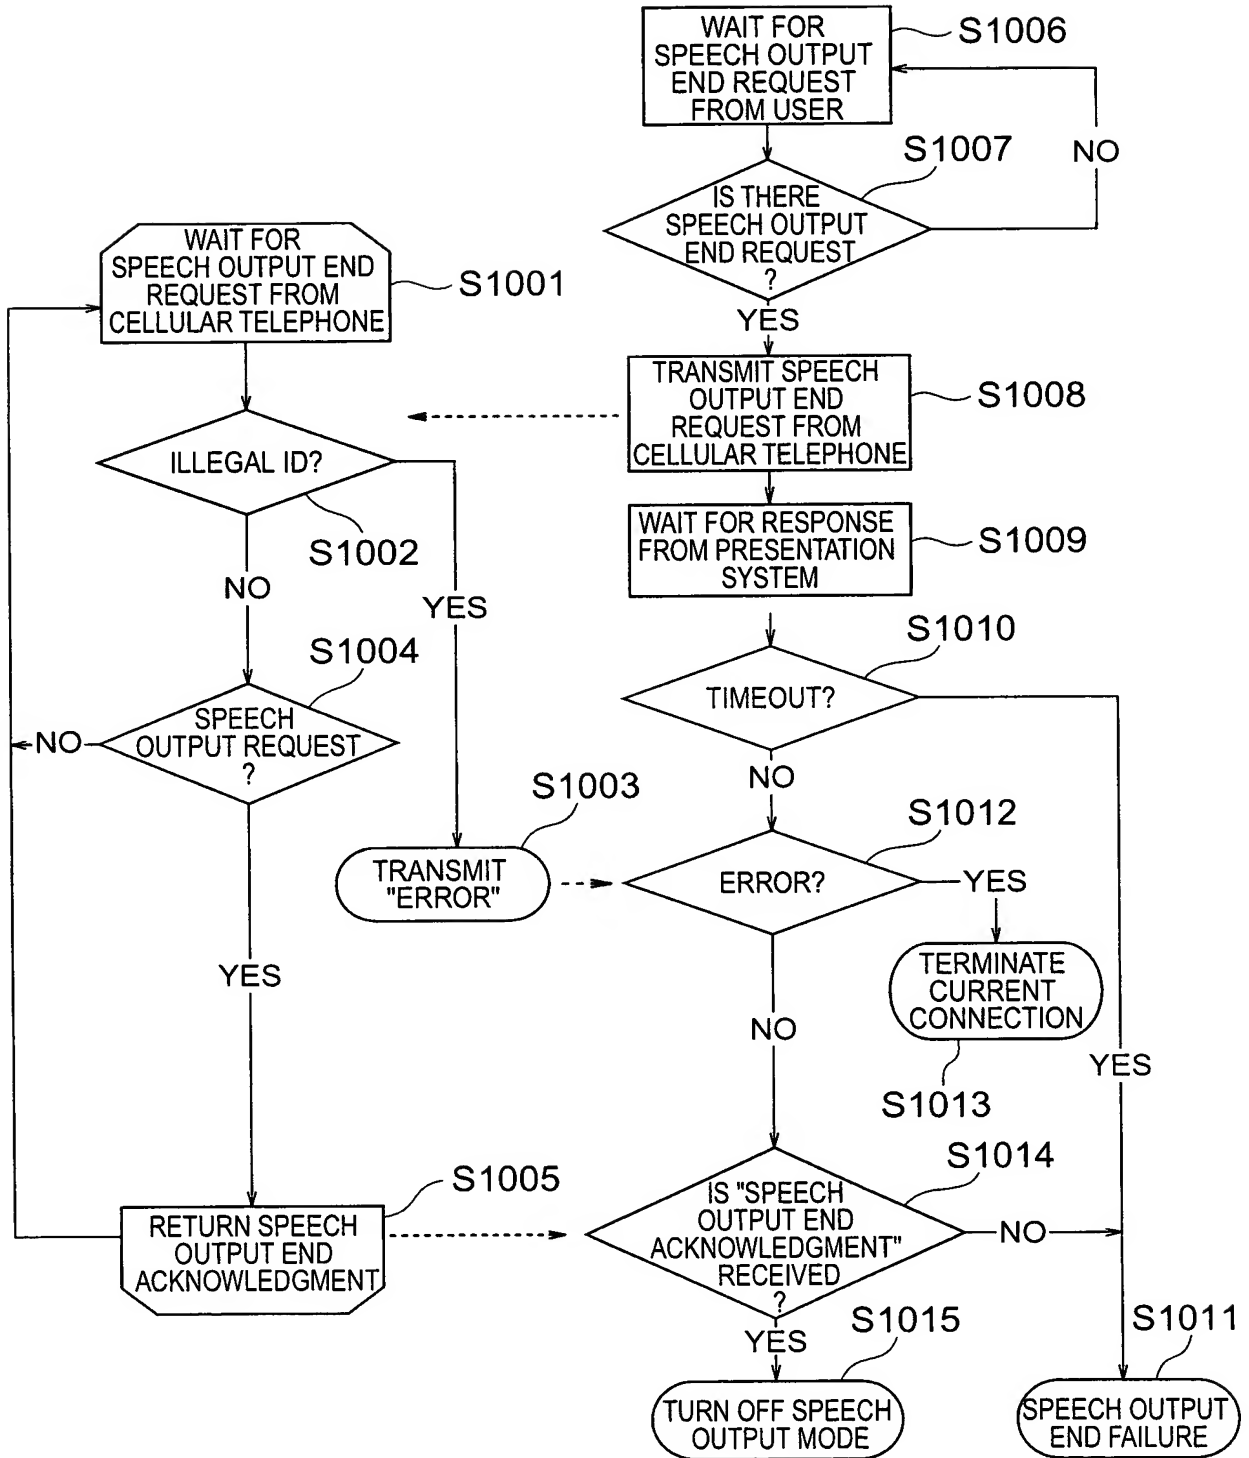 WAIT FOR
SPEECH OUTPUT
END REQUEST
FROM USER
S1006
NO
S1007
IS THERE
SPEECH OUTPUT
END REQUEST
?
YES
WAIT FOR
SPEECH OUTPUT END
REQUEST FROM
CELLULAR TELEPHONE
S1001
TRANSMIT SPEECH
OUTPUT END
REQUEST FROM
CELLULAR TELEPHONE
S1008
ILLEGAL ID?
S1002
NO
YES
WAIT FOR RESPONSE
FROM PRESENTATION
SYSTEM
S1009
S1010
TIMEOUT?
NO
S1004
SPEECH
OUTPUT REQUEST
?
NO
YES
S1003
TRANSMIT
"ERROR"
S1012
ERROR?
YES
TERMINATE
CURRENT
CONNECTION
S1013
NO
YES
S1005
RETURN SPEECH
OUTPUT END
ACKNOWLEDGMENT
S1014
IS "SPEECH
OUTPUT END
ACKNOWLEDGMENT"
RECEIVED
?
NO
YES
S1015
TURN OFF SPEECH
OUTPUT MODE
S1011
SPEECH OUTPUT
END FAILURE